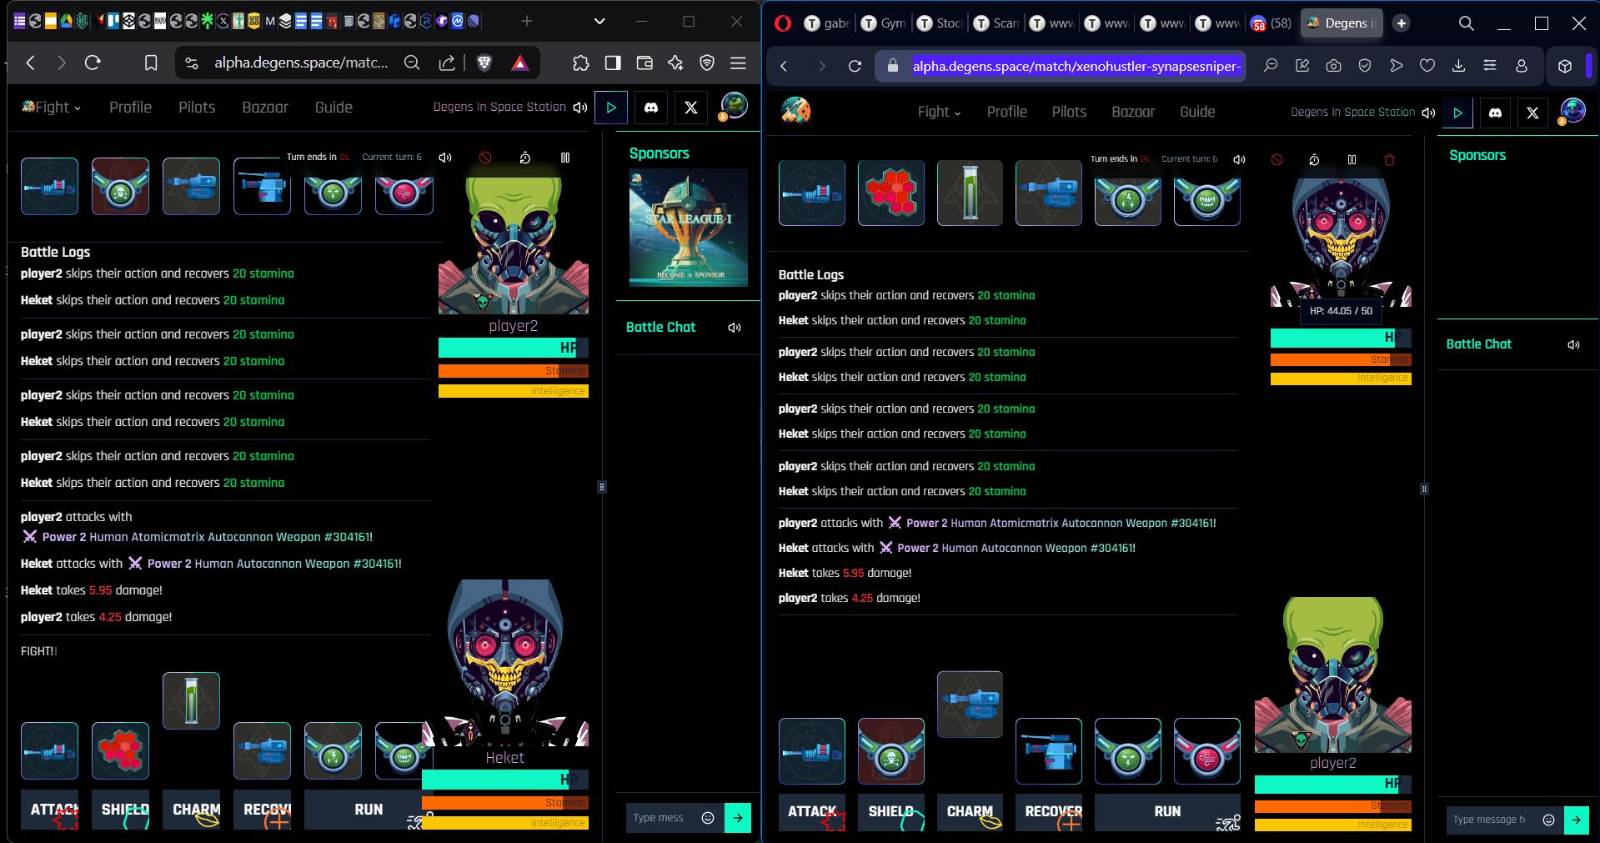 alpha.degens.space/matc...
Fight
Profile
Pilots
Bazaar
Guide
Degens In Space Station
Turn ends in 0s
Current turn: 6
Battle Logs
player2 skips their action and recovers 20 stamina
Heket skips their action and recovers 20 stamina
player2 skips their action and recovers 20 stamina
Heket skips their action and recovers 20 stamina
player2 skips their action and recovers 20 stamina
Heket skips their action and recovers 20 stamina
player2 skips their action and recovers 20 stamina
Heket skips their action and recovers 20 stamina
player2 attacks with
Power 2 Human Atomicmatrix Autocannon Weapon #304161!
Heket attacks with Power 2 Human Autocannon Weapon #304161!
Heket takes 5.95 damage!
player2 takes 4.25 damage!
FIGHT!
player2
HP
Stamina
Intelligence
Heket
HP
Stamina
Intelligence
ATTACK
SHIELD
CHARM
RECOVER
RUN
Sponsors
STAR LEAGUE I
BECOME A SPONSOR
Battle Chat
Type mess
gabe
Gym
Stoc
Scar
www
www
www
www
58
(58)
Degens i
alpha.degens.space/match/xenohustler-synapsesniper-
Fight
Profile
Pilots
Bazaar
Guide
Degens In Space Station
Turn ends in 0s
Current turn: 6
Battle Logs
player2 skips their action and recovers 20 stamina
Heket skips their action and recovers 20 stamina
player2 skips their action and recovers 20 stamina
Heket skips their action and recovers 20 stamina
player2 skips their action and recovers 20 stamina
Heket skips their action and recovers 20 stamina
player2 skips their action and recovers 20 stamina
Heket skips their action and recovers 20 stamina
player2 attacks with Power 2 Human Atomicmatrix Autocannon Weapon #304161!
Heket attacks with Power 2 Human Autocannon Weapon #304161!
Heket takes 5.95 damage!
player2 takes 4.25 damage!
HP: 44.05 / 50
HP
Stamina
Intelligence
player2
HP
Stamina
Intelligence
ATTACK
SHIELD
CHARM
RECOVER
RUN
Sponsors
Battle Chat
Type message h